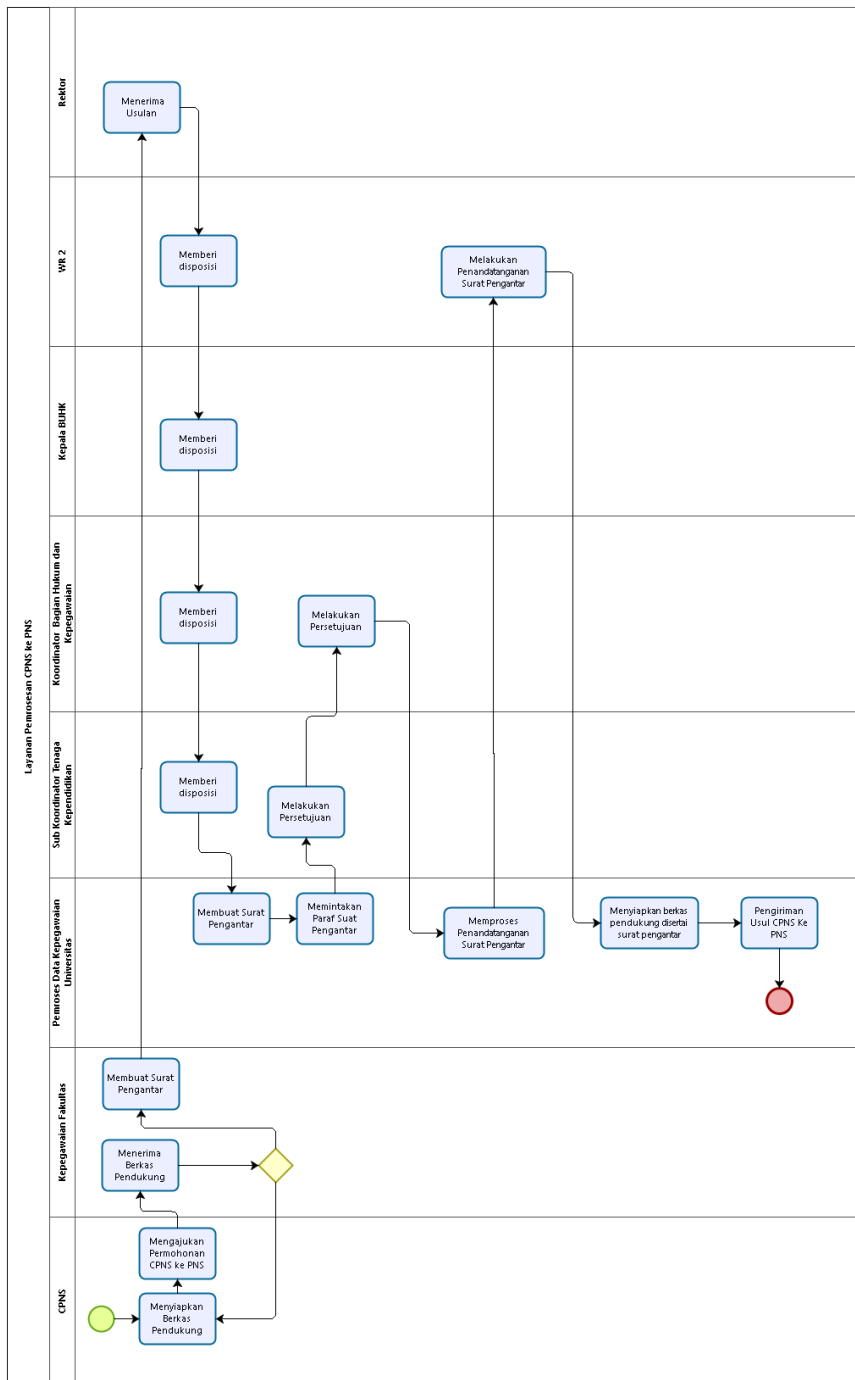 Layanan Pemrosesan CPNS ke PNS
Rektor
Menerima
Usulan
WR 2
Memberi
disposisi
Melakukan
Penandatanganan
Surat Pengantar
Kepala BUHK
Memberi
disposisi
Koordinator Bagian Hukum dan
Kepegawaian
Memberi
disposisi
Melakukan
Persetujuan
Sub Koordinator Tenaga
Kependidikan
Memberi
disposisi
Melakukan
Persetujuan
Pemroses Data Kepegawaian
Universitas
Membuat Surat
Pengantar
Memintakan
Paraf Suat
Pengantar
Memproses
Penandatanganan
Surat Pengantar
Menyiapkan berkas
pendukung disertai
surat pengantar
Pengiriman
Usul CPNS Ke
PNS
Kepegawaian Fakultas
Membuat Surat
Pengantar
Menerima
Berkas
Pendukung
CPNS
Mengajukan
Permohonan
CPNS ke PNS
Menyiapkan
Berkas
Pendukung